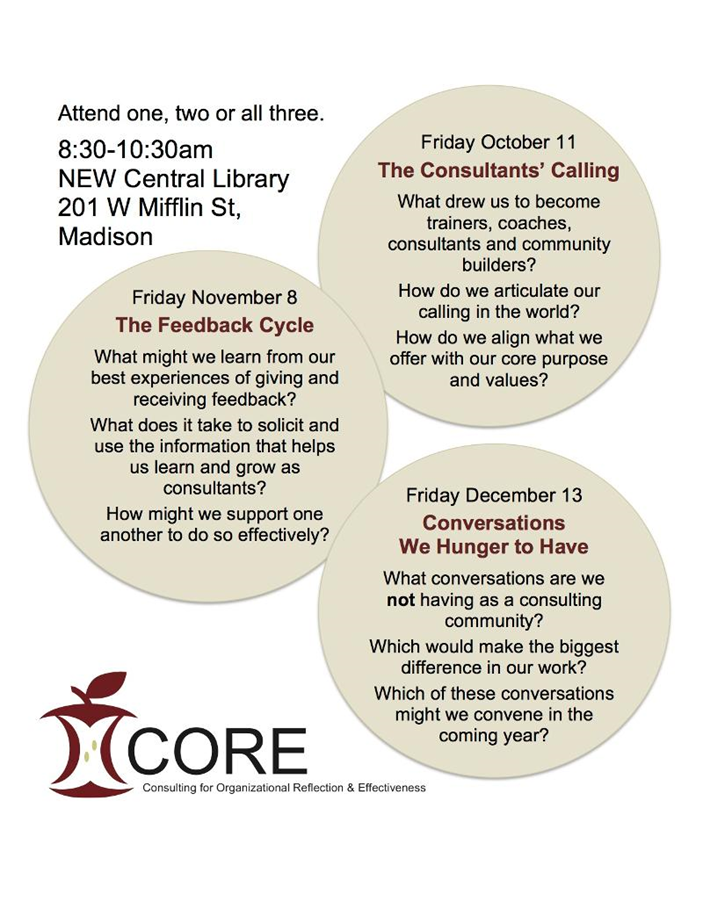 Attend one, two or all three.
8:30-10:30am
NEW Central Library
201 W Mifflin St,
Madison
Friday October 11
The Consultants’ Calling
What drew us to become
trainers, coaches,
consultants and community
builders?
How do we articulate our
calling in the world?
How do we align what we
offer with our core purpose
and values?
Friday November 8
The Feedback Cycle
What might we learn from our
best experiences of giving and
receiving feedback?
What does it take to solicit and
use the information that helps
us learn and grow as
consultants?
How might we support one
another to do so effectively?
Friday December 13
Conversations
We Hunger to Have
What conversations are we
not having as a consulting
community?
Which would make the biggest
difference in our work?
Which of these conversations
might we convene in the
coming year?
CORE
Consulting for Organizational Reflection & Effectiveness